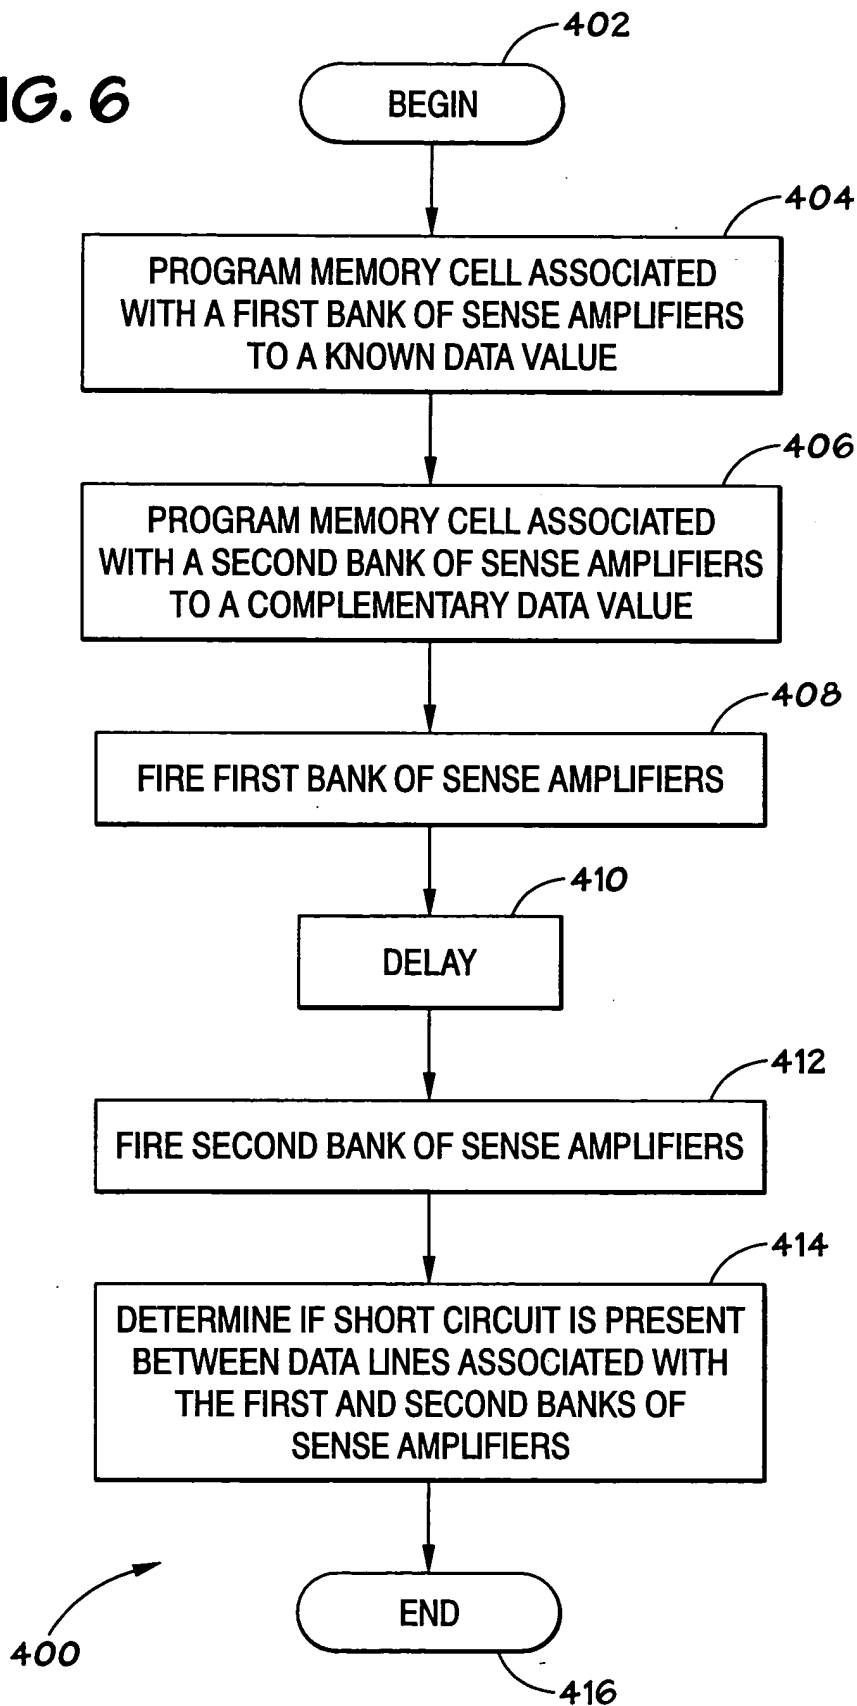 402
IG. 6
BEGIN
404
PROGRAM MEMORY CELL ASSOCIATED
WITH A FIRST BANK OF SENSE AMPLIFIERS
TO A KNOWN DATA VALUE
406
PROGRAM MEMORY CELL ASSOCIATED
WITH A SECOND BANK OF SENSE AMPLIFIERS
TO A COMPLEMENTARY DATA VALUE
408
FIRE FIRST BANK OF SENSE AMPLIFIERS
410
DELAY
412
FIRE SECOND BANK OF SENSE AMPLIFIERS
414
DETERMINE IF SHORT CIRCUIT IS PRESENT
BETWEEN DATA LINES ASSOCIATED WITH
THE FIRST AND SECOND BANKS OF
SENSE AMPLIFIERS
END
400
416